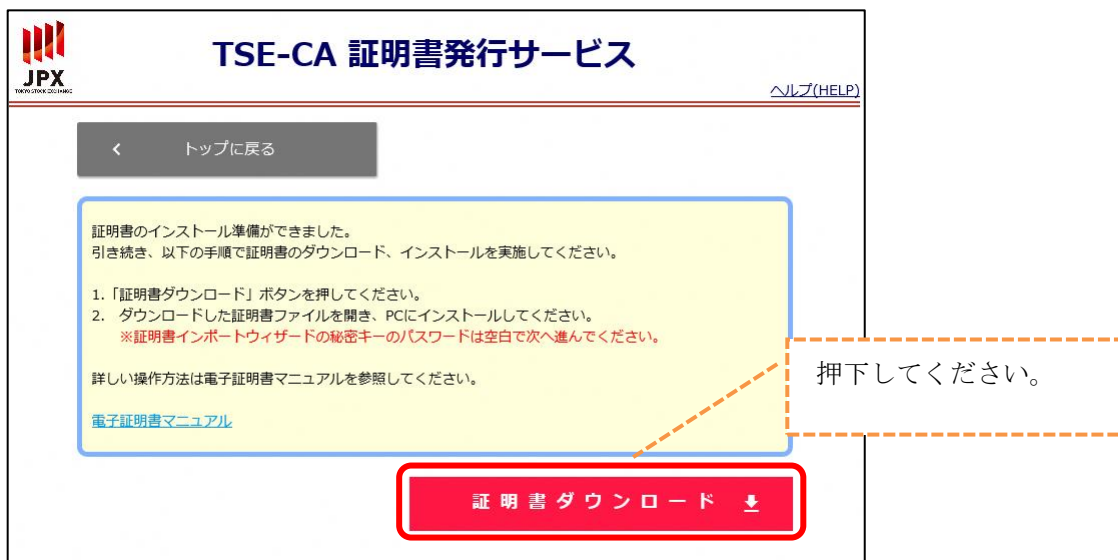 JPX
TOKYO STOCK EXCHANGE
TSE-CA 証明書発行サービス
ヘルプ(HELP)
トップに戻る
証明書のインストール準備ができました。
引き続き、以下の手順で証明書のダウンロード、インストールを実施してください。
1.「証明書ダウンロード」ボタンを押してください。
2. ダウンロードした証明書ファイルを開き、PCにインストールしてください。
※証明書インポートウィザードの秘密キーのパスワードは空白で次へ進んでください。
詳しい操作方法は電子証明書マニュアルを参照してください。
電子証明書マニュアル
押下してください。
証明書ダウンロード